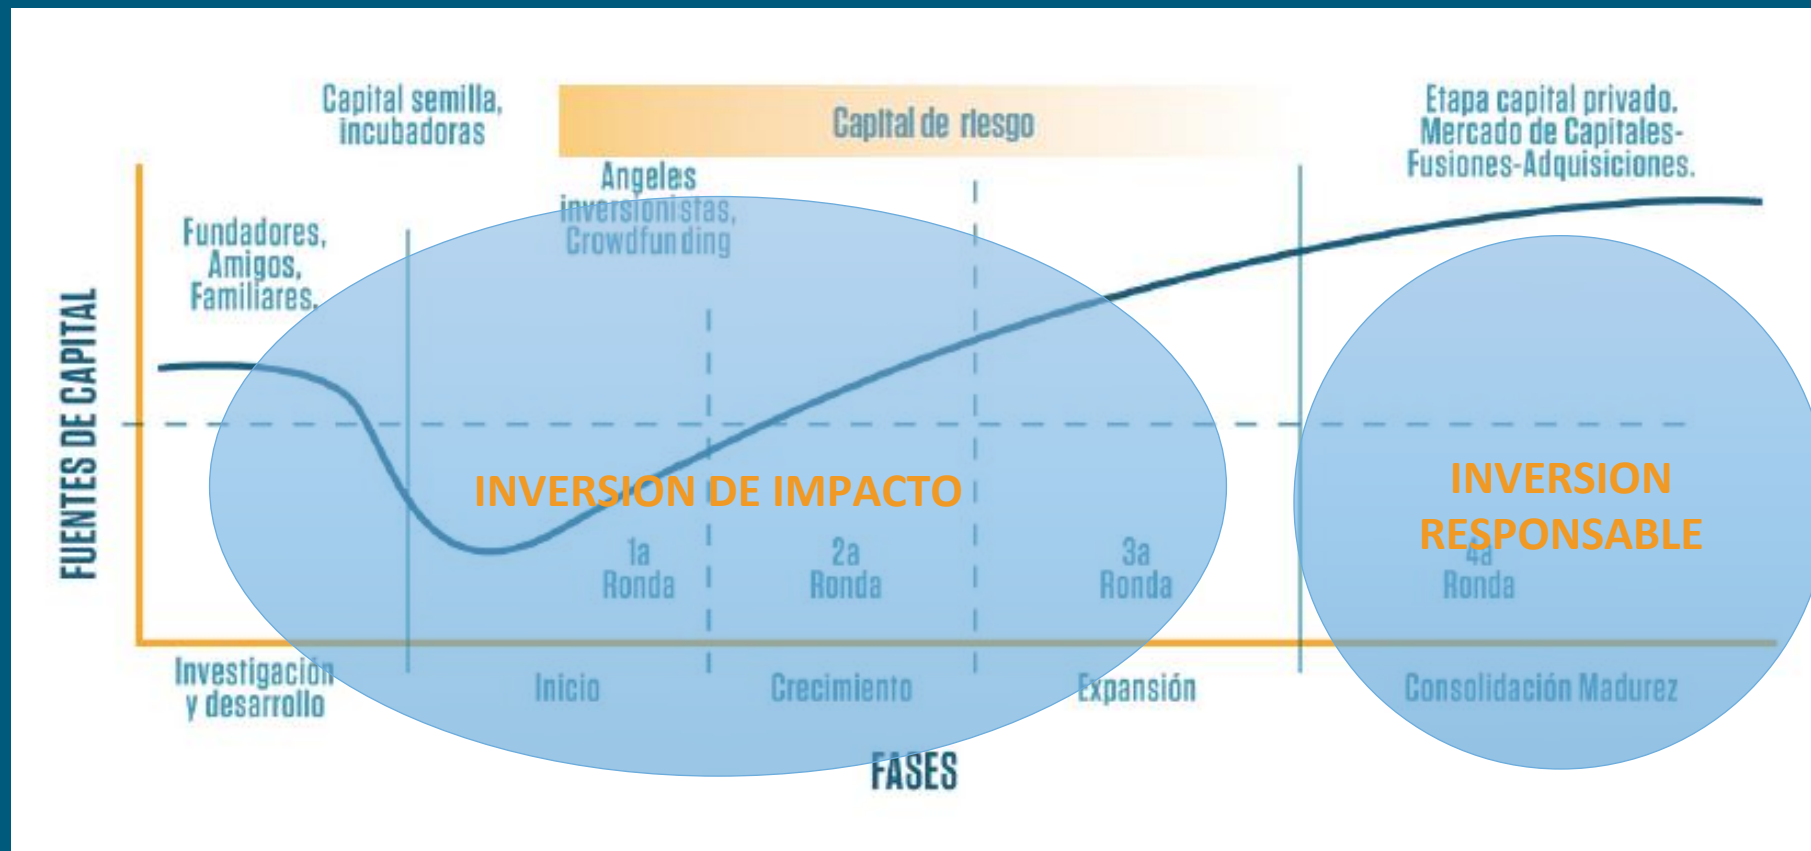 Capital semilla,
incubadoras
Capital de riesgo
Etapa capital privado.
Mercado de Capitales-
Fusiones-Adquisiciones.
Angeles
inversionistas,
Crowdfunding
Fundadores,
Amigos,
Familiares.
FUENTES DE CAPITAL
INVERSION DE IMPACTO
INVERSION
RESPONSABLE
1a
Ronda
2a
Ronda
3a
Ronda
4a
Ronda
Investigación
y desarrollo
Inicio
Crecimiento
Expansión
Consolidación Madurez
FASES